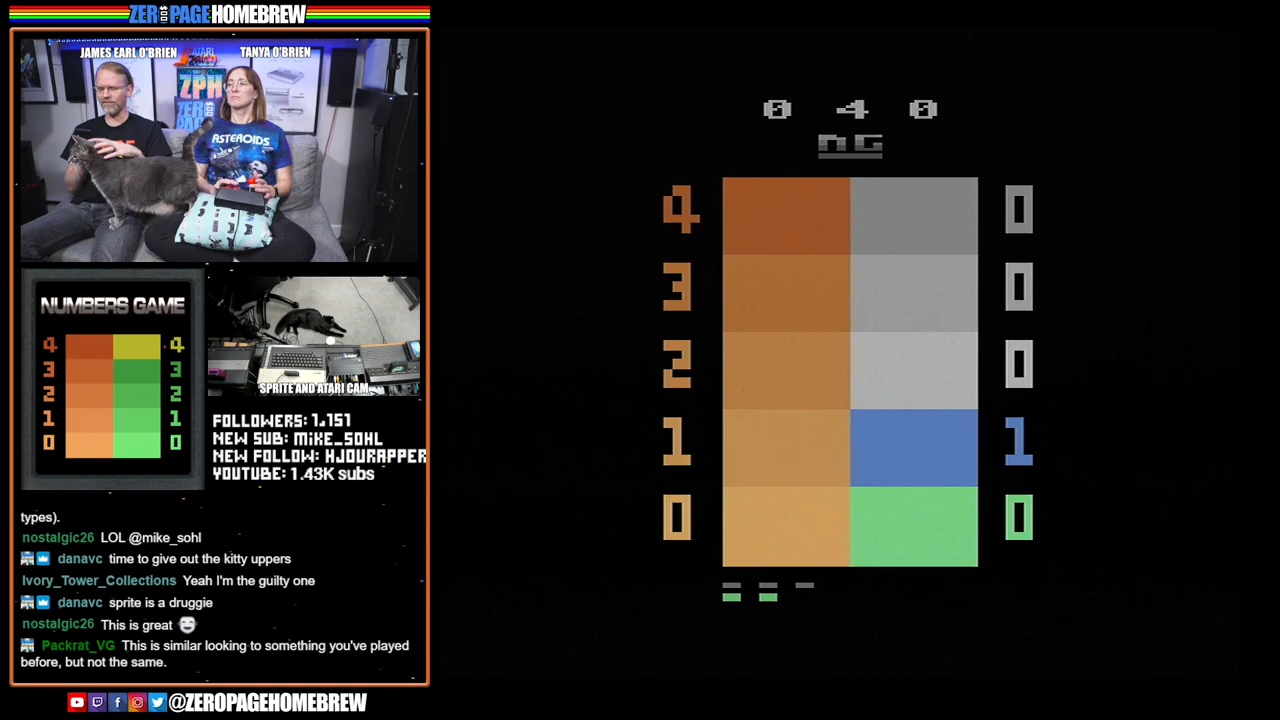 ZEROPAGE HOMEBREW
JAMES EARL O'BRIEN
TANYA O'BRIEN
ATARI
ZPH
ZERO
ASTEROIDS
NUMBERS GAME
4 4
3 3
2 2
1 1
0 0
SPRITE AND ATARI CAM
FOLLOWERS: 1,151
NEW SUB: MIKE_SOHL
NEW FOLLOW: HJOURAPPER
YOUTUBE: 1.43K subs
types).
nostalgic26 LOL @mike_sohl
danavc time to give out the kitty uppers
Ivory_Tower_Collections Yeah I'm the guilty one
danavc sprite is a druggie
nostalgic26 This is great
Packrat_VG This is similar looking to something you've played
before, but not the same.
@ZEROPAGEHOMEBREW
0 4 0
NG
4 0
3 0
2 0
1 1
0 0